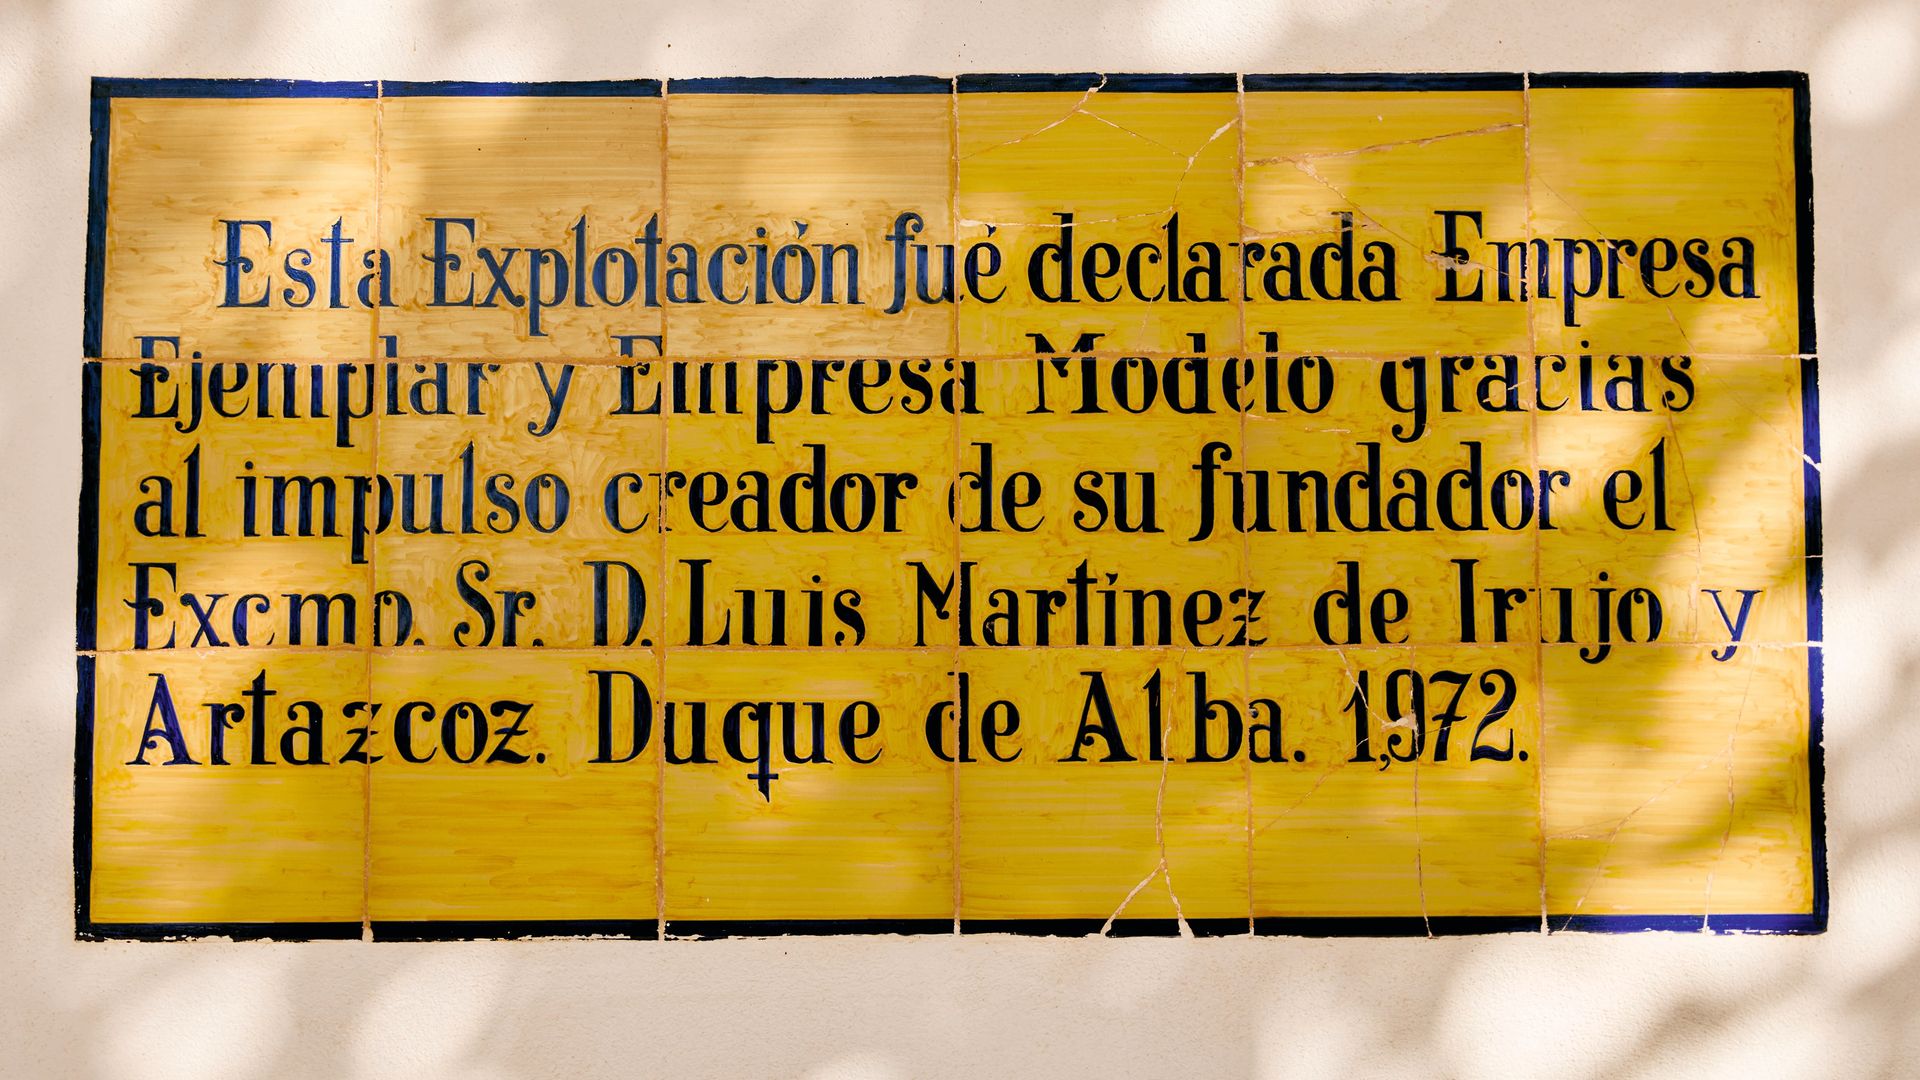 Esta Explotación fué declarada Empresa
Ejemplar y Empresa Modelo gracias
al impulso creador de su fundador el
Excmo. Sr. D. Luis Martínez de Irujo y
Artazcoz. Duque de Alba. 1,972.